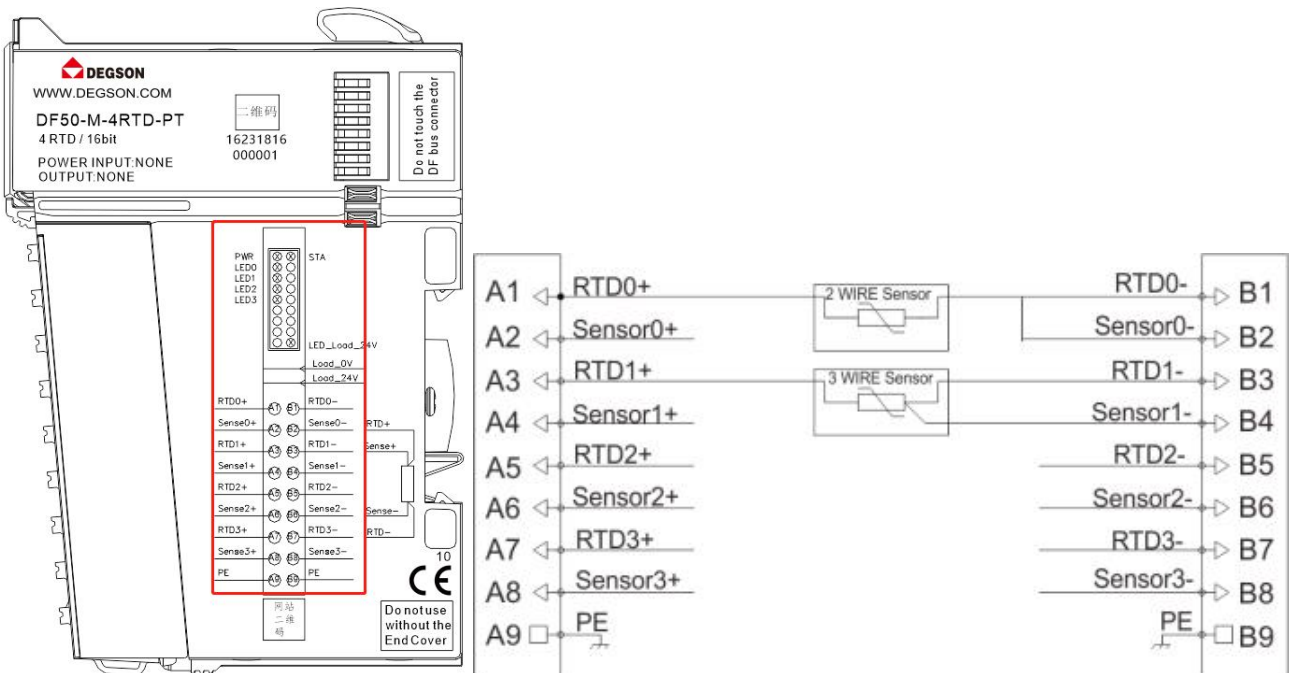 DEGSON
WWW.DEGSON.COM
DF50-M-4RTD-PT
4 RTD / 16bit
POWER INPUT:NONE
OUTPUT:NONE
二维码
16231816
000001
Do not touch the
DF bus connector
PWR
LED0
LED1
LED2
LED3
STA
LED_Load_24V
Load_0V
Load_24V
RTD0+ A1 B1 RTD0-
Sense0+ A2 B2 Sense0-
RTD1+ A3 B3 RTD1-
Sense1+ A4 B4 Sense1-
RTD2+ A5 B5 RTD2-
Sense2+ A6 B6 Sense2-
RTD3+ A7 B7 RTD3-
Sense3+ A8 B8 Sense3-
PE A9 B9 PE
RTD+
Sense+
Sense-
RTD-
网站
二维
码
10
CE
Do not use
without the
End Cover
A1 RTD0+ 2 WIRE Sensor RTD0- B1
A2 Sensor0+ Sensor0- B2
A3 RTD1+ 3 WIRE Sensor RTD1- B3
A4 Sensor1+ Sensor1- B4
A5 RTD2+ RTD2- B5
A6 Sensor2+ Sensor2- B6
A7 RTD3+ RTD3- B7
A8 Sensor3+ Sensor3- B8
A9 PE PE B9